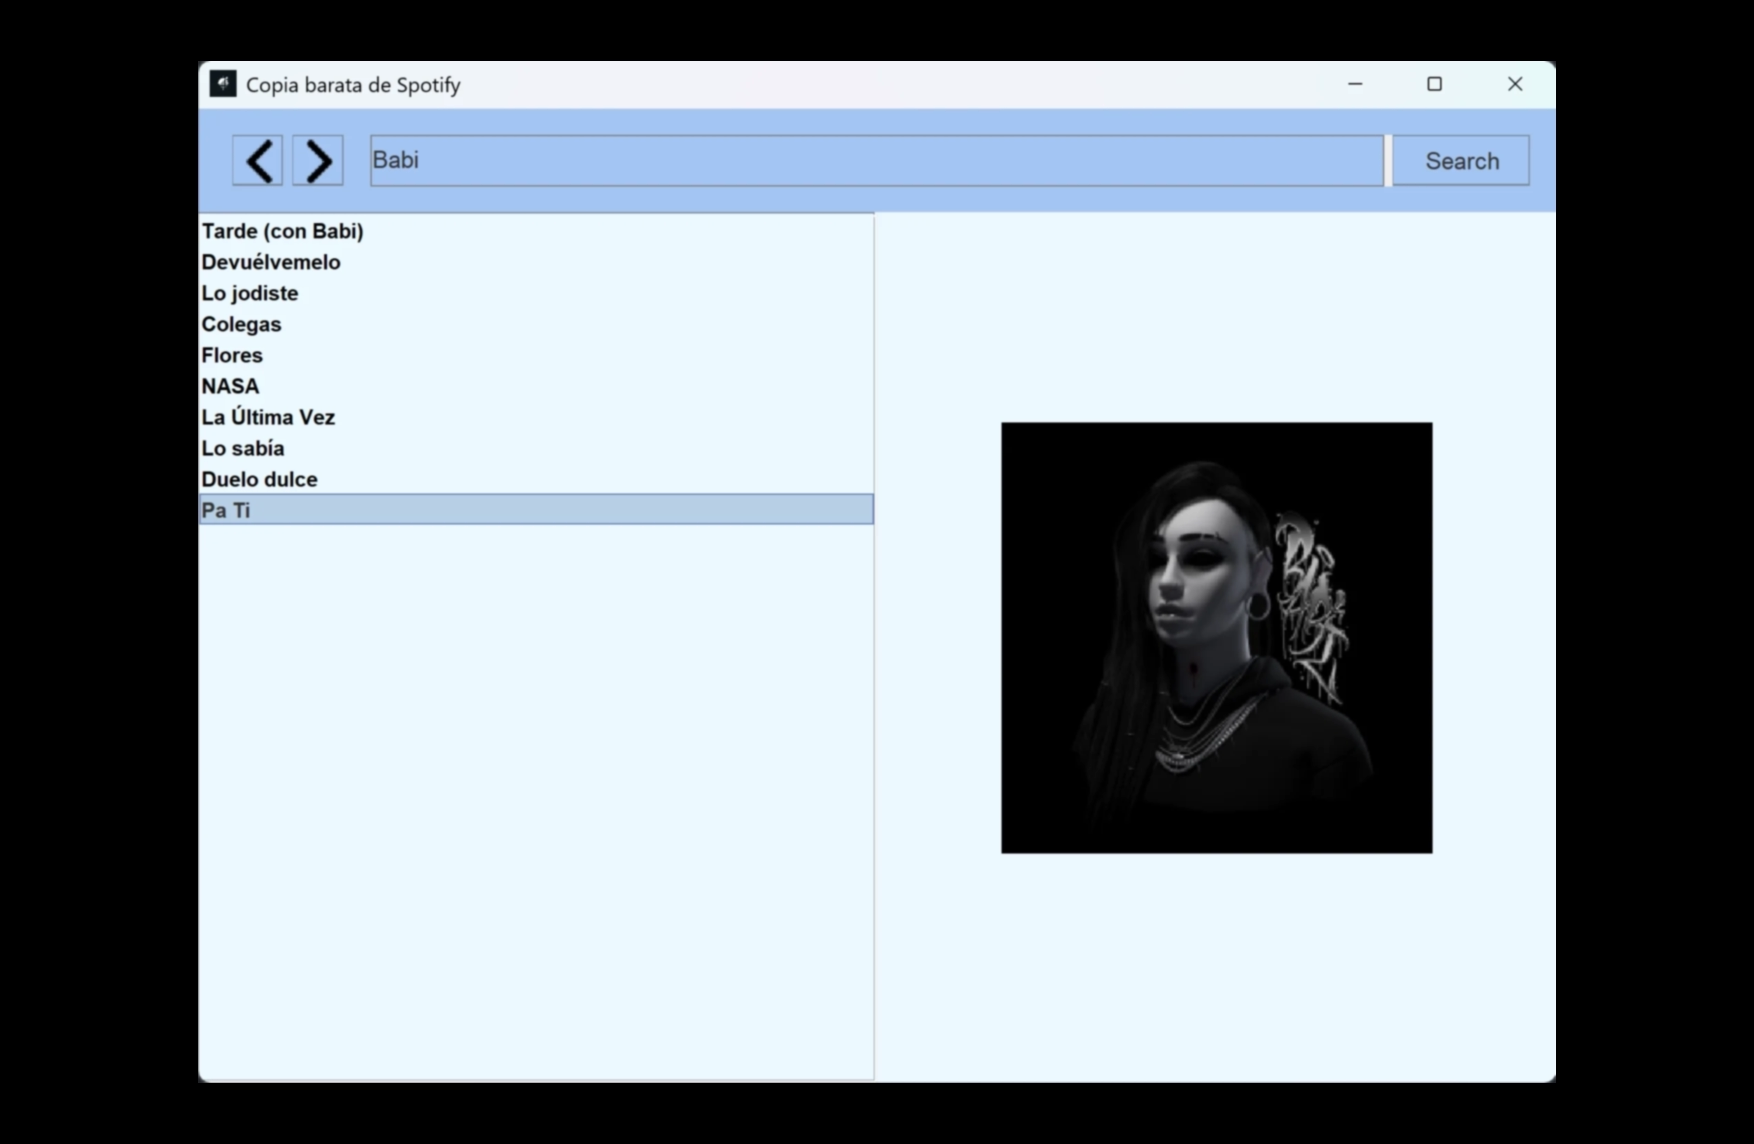 Copia barata de Spotify
Babi
Search
Tarde (con Babi)
Devuélvemelo
Lo jodiste
Colegas
Flores
NASA
La Última Vez
Lo sabía
Duelo dulce
Pa Ti